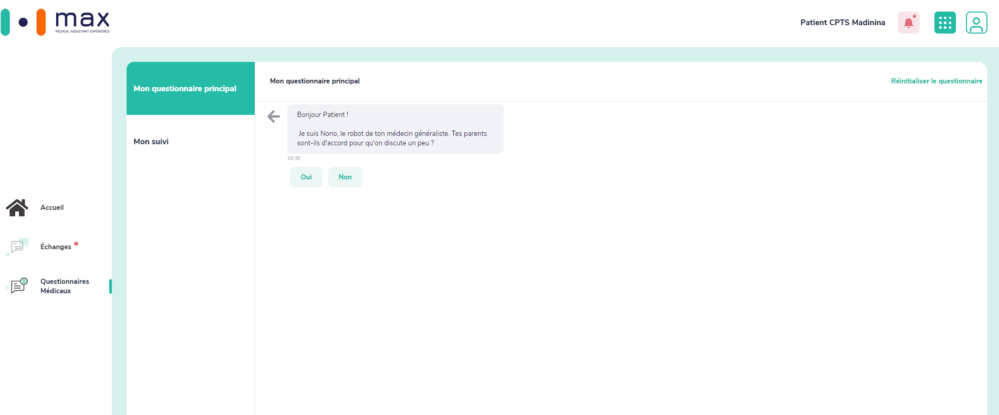 max
MEDICAL ASSISTANT EXPERIENCE
Patient CPTS Madinina
Mon questionnaire principal
Mon suivi
Mon questionnaire principal
Réinitialiser le questionnaire
Bonjour Patient !
Je suis Nono, le robot de ton médecin généraliste. Tes parents
sont-ils d'accord pour qu'on discute un peu ?
18:38
Oui
Non
Accueil
Échanges
Questionnaires
Médicaux